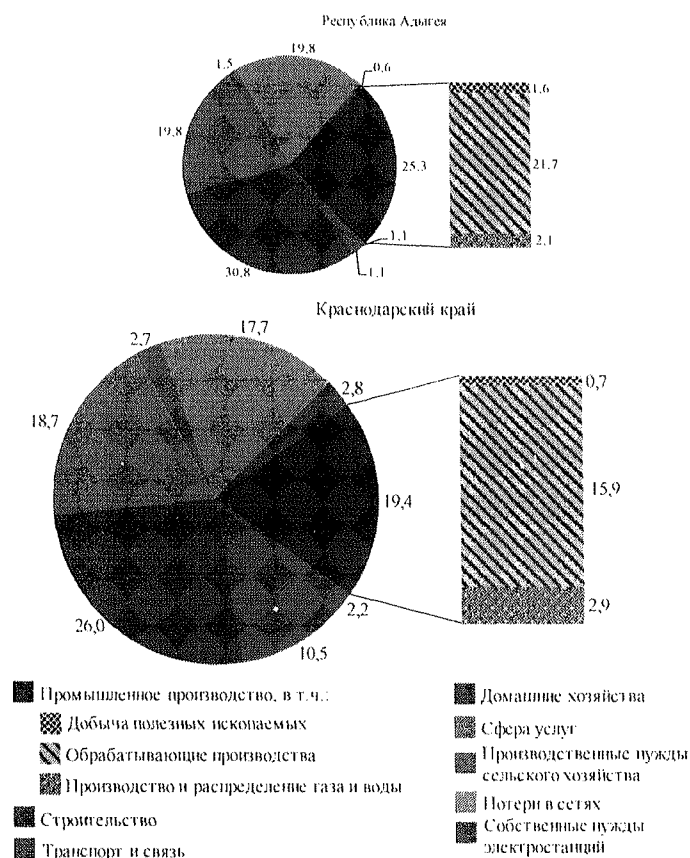 Республика Адыгея
19,8
1,5
0,6
1,6
19,8
25,3
21,7
1,1
2,1
30,8
1,1
Краснодарский край
17,7
2,7
2,8
0,7
18,7
19,4
15,9
26,0
2,2
2,9
10,5
Промышленное производство, в т.ч.:
Добыча полезных ископаемых
Обрабатывающие производства
Производство и распределение газа и воды
Строительство
Транспорт и связь
Домашние хозяйства
Сфера услуг
Производственные нужды
сельского хозяйства
Потери в сетях
Собственные нужды
электростанций